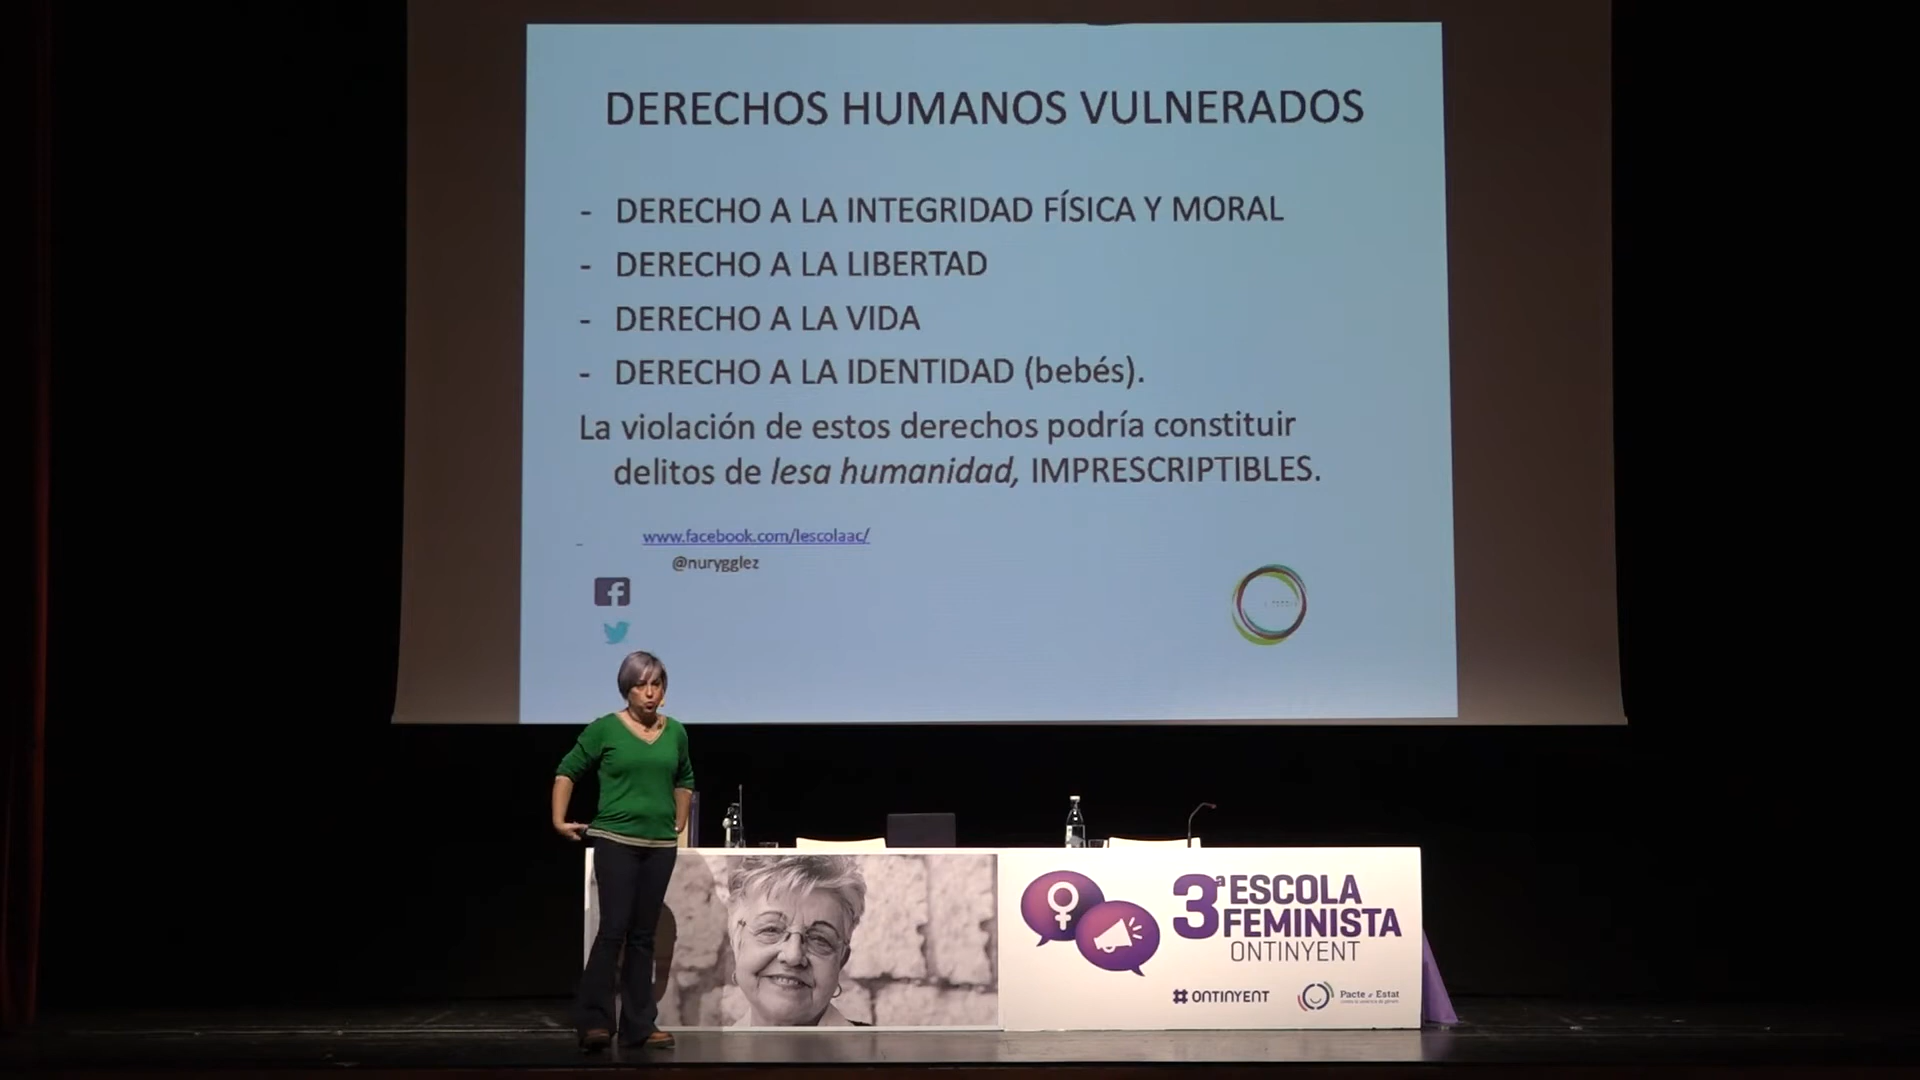 DERECHOS HUMANOS VULNERADOS
- DERECHO A LA INTEGRIDAD FÍSICA Y MORAL
- DERECHO A LA LIBERTAD
- DERECHO A LA VIDA
- DERECHO A LA IDENTIDAD (bebés).
La violación de estos derechos podría constituir
delitos de lesa humanidad, IMPRESCRIPTIBLES.
www.facebook.com/lescolaac/
@nurygglez
3ª ESCOLA
FEMINISTA
ONTINYENT
ONTINYENT
Pacte d'Estat